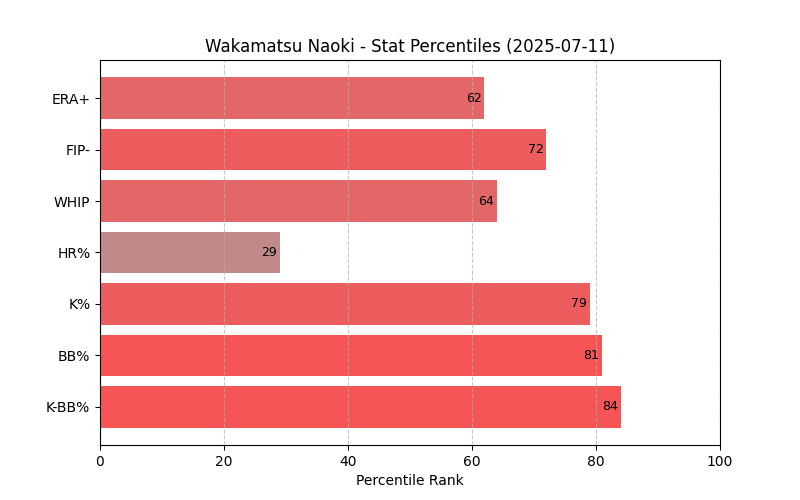 Wakamatsu Naoki - Stat Percentiles (2025-07-11)
ERA+ 62
FIP- 72
WHIP 64
HR% 29
K% 79
BB% 81
K-BB% 84
0 20 40 60 80 100
Percentile Rank